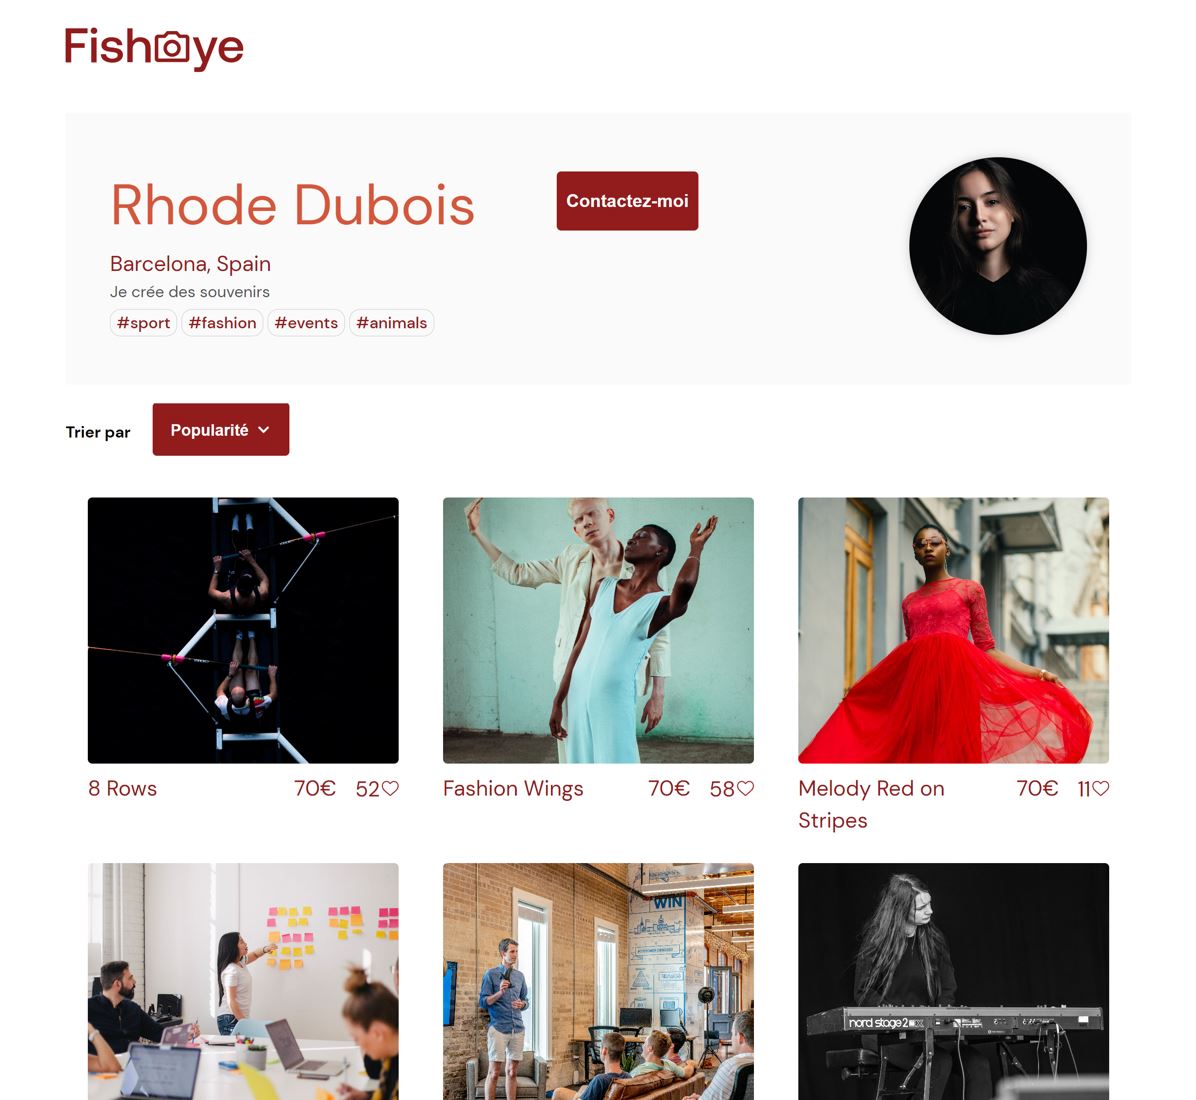 Fisheye
Rhode Dubois
Contactez-moi
Barcelona, Spain
Je crée des souvenirs
#sport #fashion #events #animals
Trier par
Popularité
8 Rows 70€ 52
Fashion Wings 70€ 58
Melody Red on
Stripes
70€ 11
WIN
nord stage 2 EX